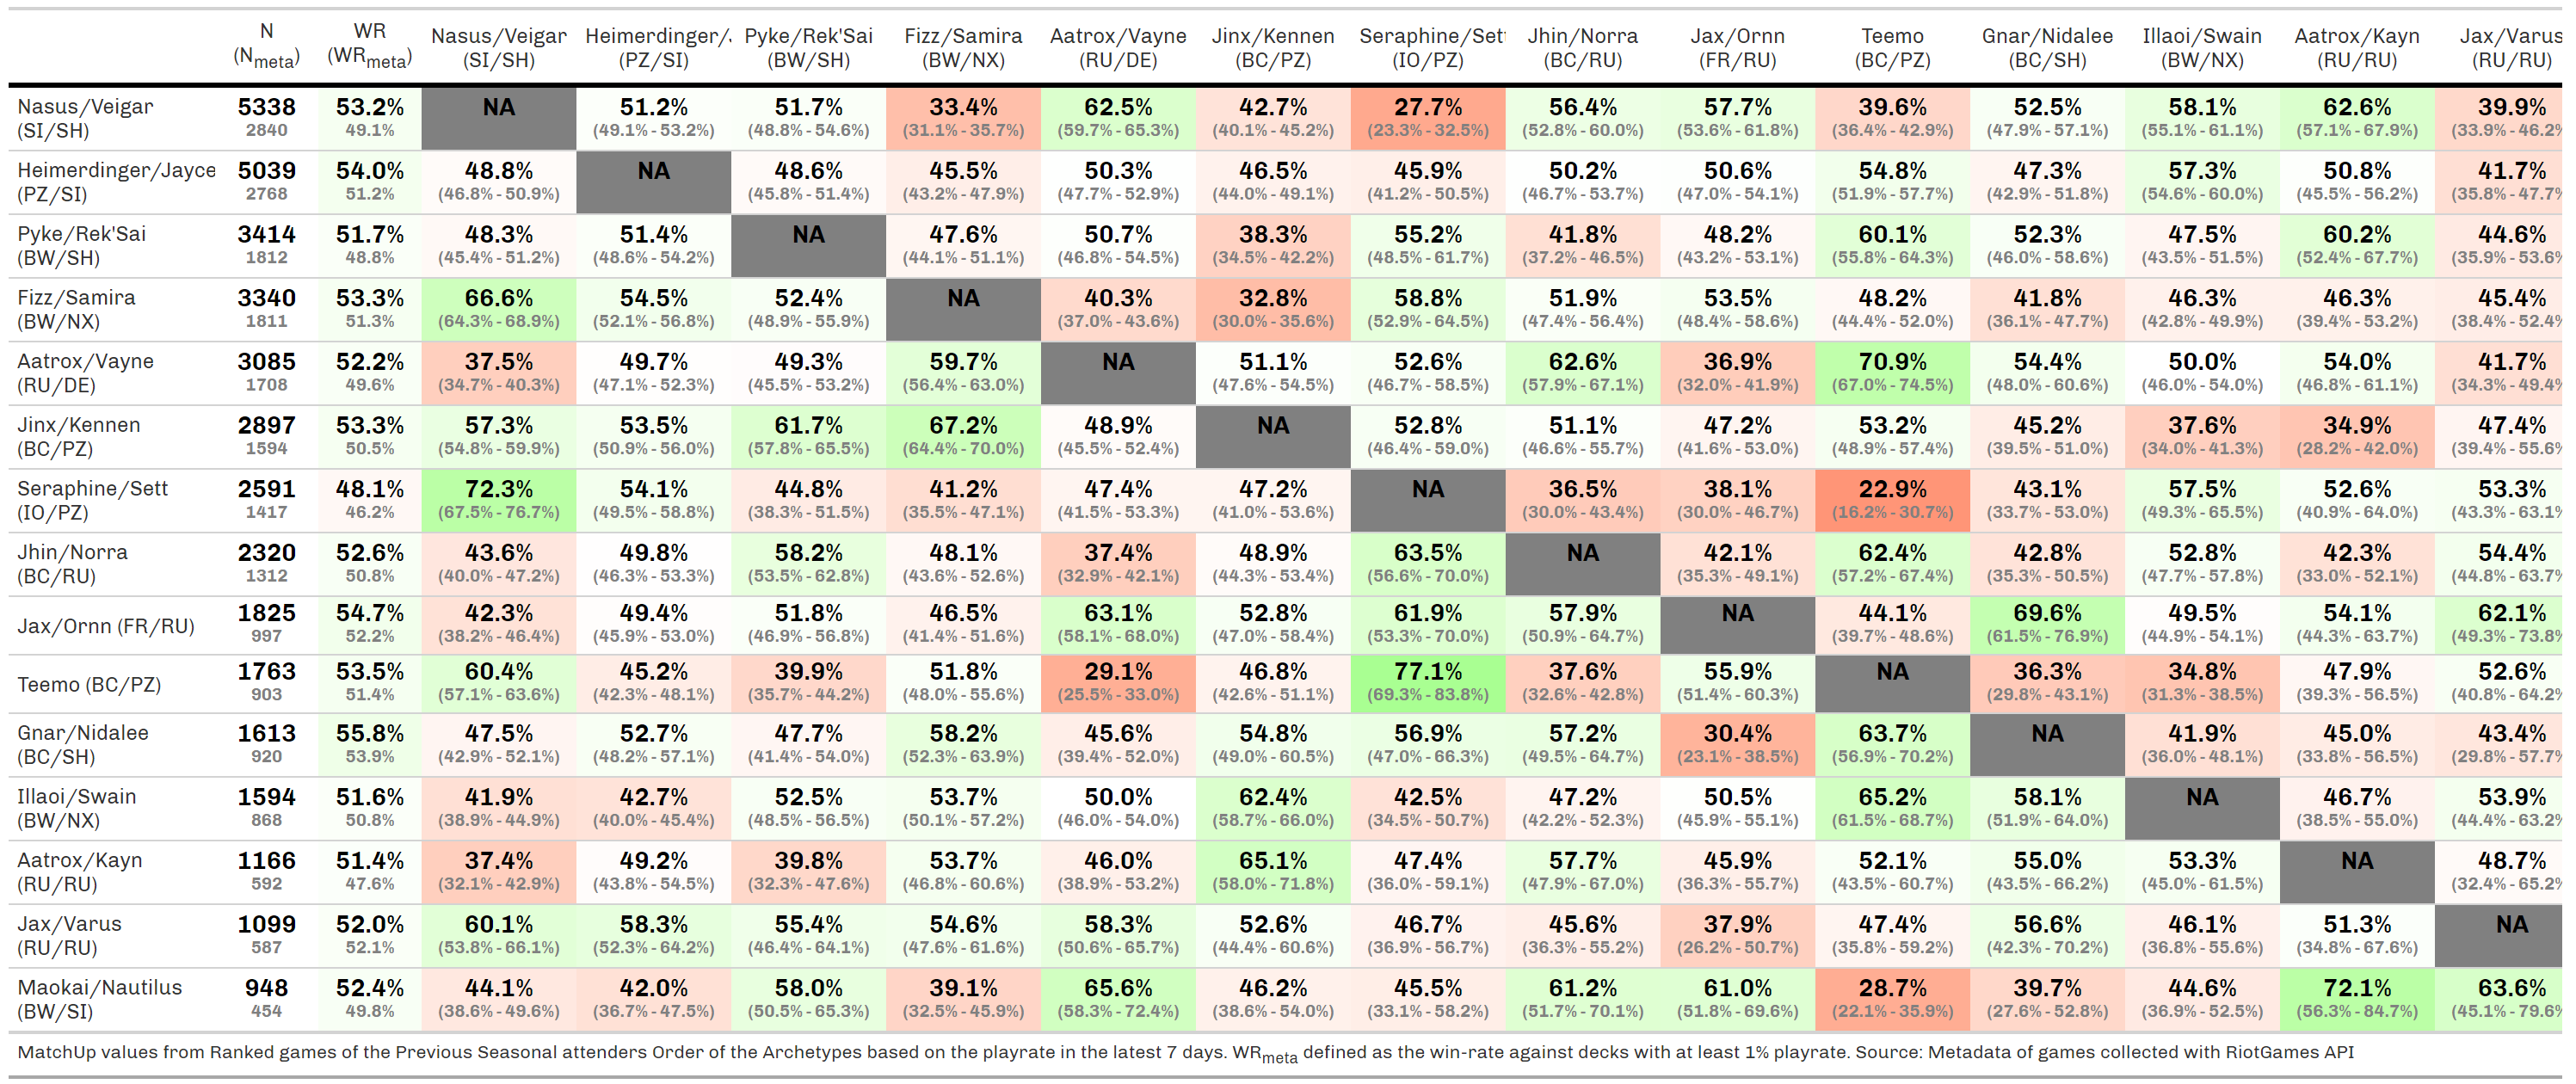 N WR Nasus/Veigar Heimerdinger/ Pyke/Rek'Sai Fizz/Samira Aatrox/Vayne Jinx/Kennen Seraphine/Sett Jhin/Norra Jax/Ornn Teemo Gnar/Nidalee Illaoi/Swain Aatrox/Kayn Jax/Varus
(Nmeta) (WRmeta) (SI/SH) (PZ/SI) (BW/SH) (BW/NX) (RU/DE) (BC/PZ) (IO/PZ) (BC/RU) (FR/RU) (BC/PZ) (BC/SH) (BW/NX) (RU/RU) (RU/RU)
Nasus/Veigar 5338 53.2% NA 51.2% 51.7% 33.4% 62.5% 42.7% 27.7% 56.4% 57.7% 39.6% 52.5% 58.1% 62.6% 39.9%
(SI/SH) 2840 49.1% (49.1% - 53.2%) (48.8% - 54.6%) (31.1% - 35.7%) (59.7% - 65.3%) (40.1% - 45.2%) (23.3% - 32.5%) (52.8% - 60.0%) (53.6% - 61.8%) (36.4% - 42.9%) (47.9% - 57.1%) (55.1% - 61.1%) (57.1% - 67.9%) (33.9% - 46.2%
Heimerdinger/Jayce 5039 54.0% 48.8% NA 48.6% 45.5% 50.3% 46.5% 45.9% 50.2% 50.6% 54.8% 47.3% 57.3% 50.8% 41.7%
(PZ/SI) 2768 51.2% (46.8% - 50.9%) (45.8% - 51.4%) (43.2% - 47.9%) (47.7% - 52.9%) (44.0% - 49.1%) (41.2% - 50.5%) (46.7% - 53.7%) (47.0% - 54.1%) (51.9% - 57.7%) (42.9% - 51.8%) (54.6% - 60.0%) (45.5% - 56.2%) (35.8% - 47.7%
Pyke/Rek'Sai 3414 51.7% 48.3% 51.4% NA 47.6% 50.7% 38.3% 55.2% 41.8% 48.2% 60.1% 52.3% 47.5% 60.2% 44.6%
(BW/SH) 1812 48.8% (45.4% - 51.2%) (48.6% - 54.2%) (44.1% - 51.1%) (46.8% - 54.5%) (34.5% - 42.2%) (48.5% - 61.7%) (37.2% - 46.5%) (43.2% - 53.1%) (55.8% - 64.3%) (46.0% - 58.6%) (43.5% - 51.5%) (52.4% - 67.7%) (35.9% - 53.6%
Fizz/Samira 3340 53.3% 66.6% 54.5% 52.4% NA 40.3% 32.8% 58.8% 51.9% 53.5% 48.2% 41.8% 46.3% 46.3% 45.4%
(BW/NX) 1811 51.3% (64.3% - 68.9%) (52.1% - 56.8%) (48.9% - 55.9%) (37.0% - 43.6%) (30.0% - 35.6%) (52.9% - 64.5%) (47.4% - 56.4%) (48.4% - 58.6%) (44.4% - 52.0%) (36.1% - 47.7%) (42.8% - 49.9%) (39.4% - 53.2%) (38.4% - 52.4%
Aatrox/Vayne 3085 52.2% 37.5% 49.7% 49.3% 59.7% NA 51.1% 52.6% 62.6% 36.9% 70.9% 54.4% 50.0% 54.0% 41.7%
(RU/DE) 1708 49.6% (34.7% - 40.3%) (47.1% - 52.3%) (45.5% - 53.2%) (56.4% - 63.0%) (47.6% - 54.5%) (46.7% - 58.5%) (57.9% - 67.1%) (32.0% - 41.9%) (67.0% - 74.5%) (48.0% - 60.6%) (46.0% - 54.0%) (46.8% - 61.1%) (34.3% - 49.4%
Jinx/Kennen 2897 53.3% 57.3% 53.5% 61.7% 67.2% 48.9% NA 52.8% 51.1% 47.2% 53.2% 45.2% 37.6% 34.9% 47.4%
(BC/PZ) 1594 50.5% (54.8% - 59.9%) (50.9% - 56.0%) (57.8% - 65.5%) (64.4% - 70.0%) (45.5% - 52.4%) (46.4% - 59.0%) (46.6% - 55.7%) (41.6% - 53.0%) (48.9% - 57.4%) (39.5% - 51.0%) (34.0% - 41.3%) (28.2% - 42.0%) (39.4% - 55.6%
Seraphine/Sett 2591 48.1% 72.3% 54.1% 44.8% 41.2% 47.4% 47.2% NA 36.5% 38.1% 22.9% 43.1% 57.5% 52.6% 53.3%
(IO/PZ) 1417 46.2% (67.5% - 76.7%) (49.5% - 58.8%) (38.3% - 51.5%) (35.5% - 47.1%) (41.5% - 53.3%) (41.0% - 53.6%) (30.0% - 43.4%) (30.0% - 46.7%) (16.2% - 30.7%) (33.7% - 53.0%) (49.3% - 65.5%) (40.9% - 64.0%) (43.3% - 63.1%
Jhin/Norra 2320 52.6% 43.6% 49.8% 58.2% 48.1% 37.4% 48.9% 63.5% NA 42.1% 62.4% 42.8% 52.8% 42.3% 54.4%
(BC/RU) 1312 50.8% (40.0% - 47.2%) (46.3% - 53.3%) (53.5% - 62.8%) (43.6% - 52.6%) (32.9% - 42.1%) (44.3% - 53.4%) (56.6% - 70.0%) (35.3% - 49.1%) (57.2% - 67.4%) (35.3% - 50.5%) (47.7% - 57.8%) (33.0% - 52.1%) (44.8% - 63.7%
Jax/Ornn (FR/RU) 1825 54.7% 42.3% 49.4% 51.8% 46.5% 63.1% 52.8% 61.9% 57.9% NA 44.1% 69.6% 49.5% 54.1% 62.1%
997 52.2% (38.2% - 46.4%) (45.9% - 53.0%) (46.9% - 56.8%) (41.4% - 51.6%) (58.1% - 68.0%) (47.0% - 58.4%) (53.3% - 70.0%) (50.9% - 64.7%) (39.7% - 48.6%) (61.5% - 76.9%) (44.9% - 54.1%) (44.3% - 63.7%) (49.3% - 73.8%
Teemo (BC/PZ) 1763 53.5% 60.4% 45.2% 39.9% 51.8% 29.1% 46.8% 77.1% 37.6% 55.9% NA 36.3% 34.8% 47.9% 52.6%
903 51.4% (57.1% - 63.6%) (42.3% - 48.1%) (35.7% - 44.2%) (48.0% - 55.6%) (25.5% - 33.0%) (42.6% - 51.1%) (69.3% - 83.8%) (32.6% - 42.8%) (51.4% - 60.3%) (29.8% - 43.1%) (31.3% - 38.5%) (39.3% - 56.5%) (40.8% - 64.2%
Gnar/Nidalee 1613 55.8% 47.5% 52.7% 47.7% 58.2% 45.6% 54.8% 56.9% 57.2% 30.4% 63.7% NA 41.9% 45.0% 43.4%
(BC/SH) 920 53.9% (42.9% - 52.1%) (48.2% - 57.1%) (41.4% - 54.0%) (52.3% - 63.9%) (39.4% - 52.0%) (49.0% - 60.5%) (47.0% - 66.3%) (49.5% - 64.7%) (23.1% - 38.5%) (56.9% - 70.2%) (36.0% - 48.1%) (33.8% - 56.5%) (29.8% - 57.7%
Illaoi/Swain 1594 51.6% 41.9% 42.7% 52.5% 53.7% 50.0% 62.4% 42.5% 47.2% 50.5% 65.2% 58.1% NA 46.7% 53.9%
(BW/NX) 868 50.8% (38.9% - 44.9%) (40.0% - 45.4%) (48.5% - 56.5%) (50.1% - 57.2%) (46.0% - 54.0%) (58.7% - 66.0%) (34.5% - 50.7%) (42.2% - 52.3%) (45.9% - 55.1%) (61.5% - 68.7%) (51.9% - 64.0%) (38.5% - 55.0%) (44.4% - 63.2%
Aatrox/Kayn 1166 51.4% 37.4% 49.2% 39.8% 53.7% 46.0% 65.1% 47.4% 57.7% 45.9% 52.1% 55.0% 53.3% NA 48.7%
(RU/RU) 592 47.6% (32.1% - 42.9%) (43.8% - 54.5%) (32.3% - 47.6%) (46.8% - 60.6%) (38.9% - 53.2%) (58.0% - 71.8%) (36.0% - 59.1%) (47.9% - 67.0%) (36.3% - 55.7%) (43.5% - 60.7%) (43.5% - 66.2%) (45.0% - 61.5%) (32.4% - 65.2%
Jax/Varus 1099 52.0% 60.1% 58.3% 55.4% 54.6% 58.3% 52.6% 46.7% 45.6% 37.9% 47.4% 56.6% 46.1% 51.3% NA
(RU/RU) 587 52.1% (53.8% - 66.1%) (52.3% - 64.2%) (46.4% - 64.1%) (47.6% - 61.6%) (50.6% - 65.7%) (44.4% - 60.6%) (36.9% - 56.7%) (36.3% - 55.2%) (26.2% - 50.7%) (35.8% - 59.2%) (42.3% - 70.2%) (36.8% - 55.6%) (34.8% - 67.6%)
Maokai/Nautilus 948 52.4% 44.1% 42.0% 58.0% 39.1% 65.6% 46.2% 45.5% 61.2% 61.0% 28.7% 39.7% 44.6% 72.1% 63.6%
(BW/SI) 454 49.8% (38.6% - 49.6%) (36.7% - 47.5%) (50.5% - 65.3%) (32.5% - 45.9%) (58.3% - 72.4%) (38.6% - 54.0%) (33.1% - 58.2%) (51.7% - 70.1%) (51.8% - 69.6%) (22.1% - 35.9%) (27.6% - 52.8%) (36.9% - 52.5%) (56.3% - 84.7%) (45.1% - 79.6%
MatchUp values from Ranked games of the Previous Seasonal attenders Order of the Archetypes based on the playrate in the latest 7 days. WRmeta defined as the win-rate against decks with at least 1% playrate. Source: Metadata of games collected with RiotGames API